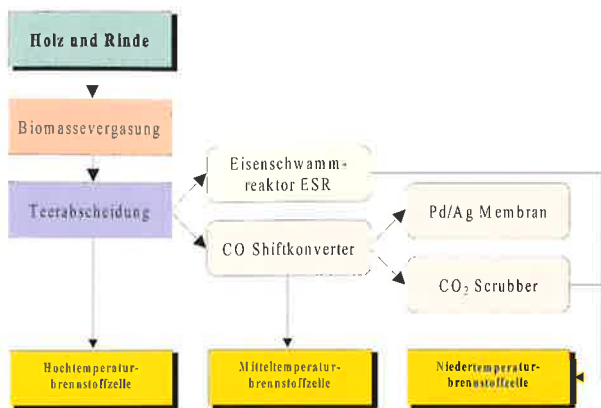 Holz und Rinde
Biomassevergasung
Teerabscheidung
Eisenschwamm-
reaktor ESR
CO Shiftkonverter
Pd/Ag Membran
CO₂ Scrubber
Hochtemperatur-
brennstoffzelle
Mitteltemperatur-
brennstoffzelle
Niedertemperatur-
brennstoffzelle